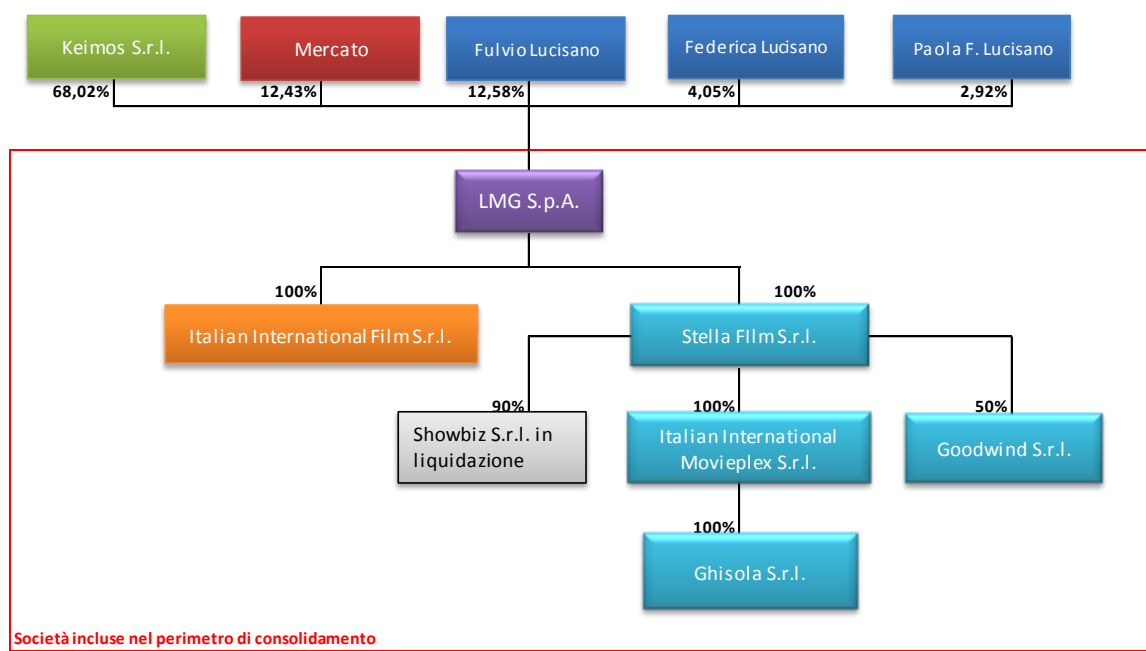 Keimos S.r.l.
Mercato
Fulvio Lucisano
Federica Lucisano
Paola F. Lucisano
68,02%
12,43%
12,58%
4,05%
2,92%
LMG S.p.A.
100%
100%
Italian International Film S.r.l.
Stella FIlm S.r.l.
90%
100%
50%
Showbiz S.r.l. in
liquidazione
Italian International
Movieplex S.r.l.
Goodwind S.r.l.
100%
Ghisola S.r.l.
Società incluse nel perimetro di consolidamento